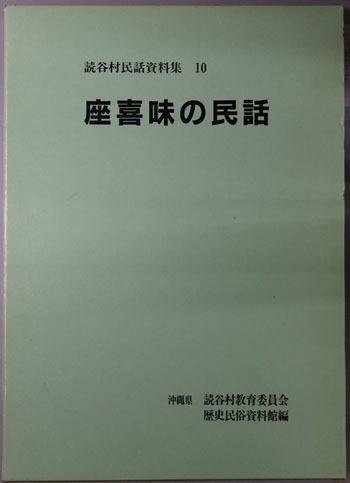 読谷村民話資料集 10
座喜味の民話
沖縄県 読谷村教育委員会
歴史民俗資料館編